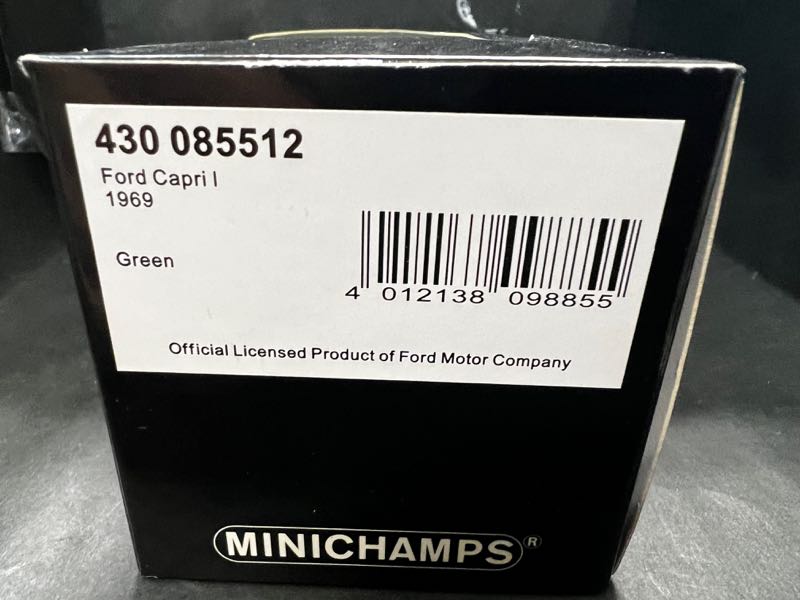 430 085512
Ford Capri I
1969
Green
4 012138 098855
Official Licensed Product of Ford Motor Company
MINICHAMPS®